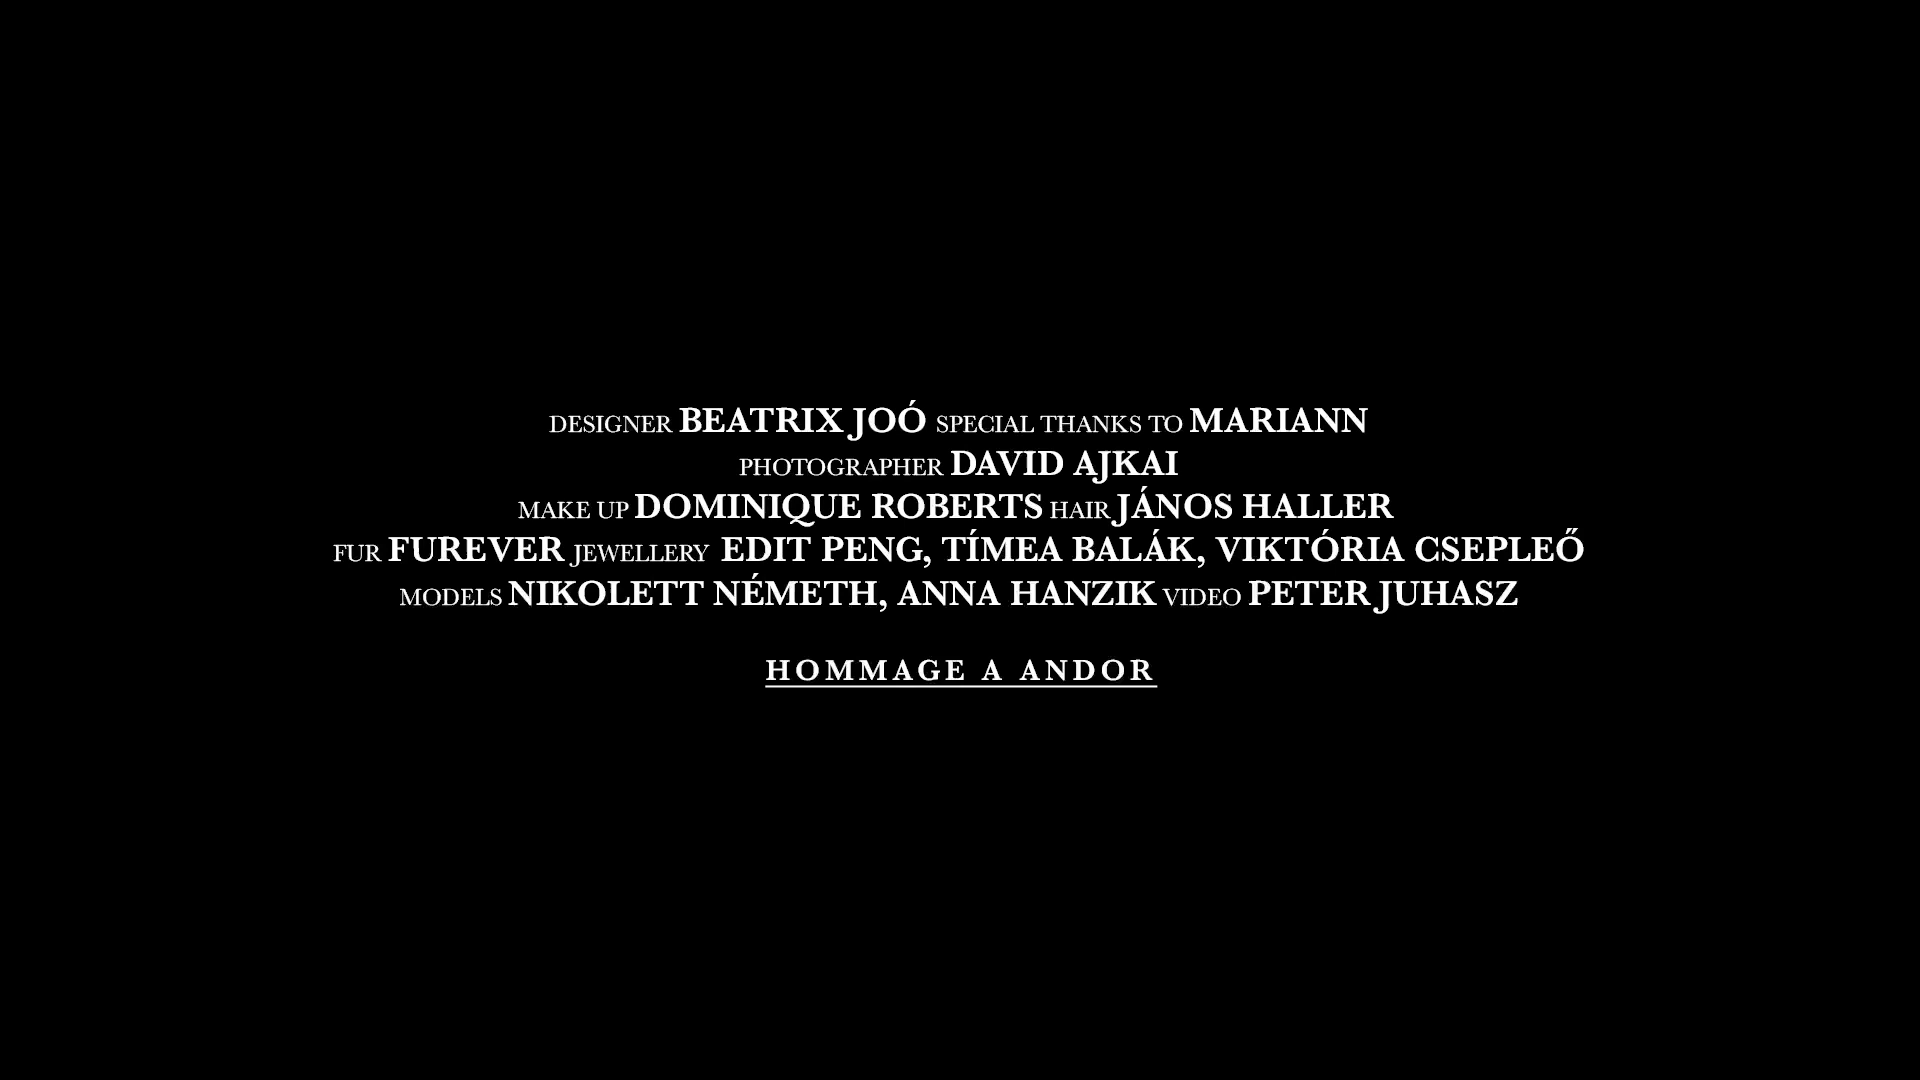 DESIGNER BEATRIX JOÓ SPECIAL THANKS TO MARIANN
PHOTOGRAPHER DAVID AJKAI
MAKE UP DOMINIQUE ROBERTS HAIR JÁNOS HALLER
FUR FUREVER JEWELLERY EDIT PENG, TÍMEA BALÁK, VIKTÓRIA CSEPLEŐ
MODELS NIKOLETT NÉMETH, ANNA HANZIK VIDEO PETER JUHASZ
HOMMAGE A ANDOR